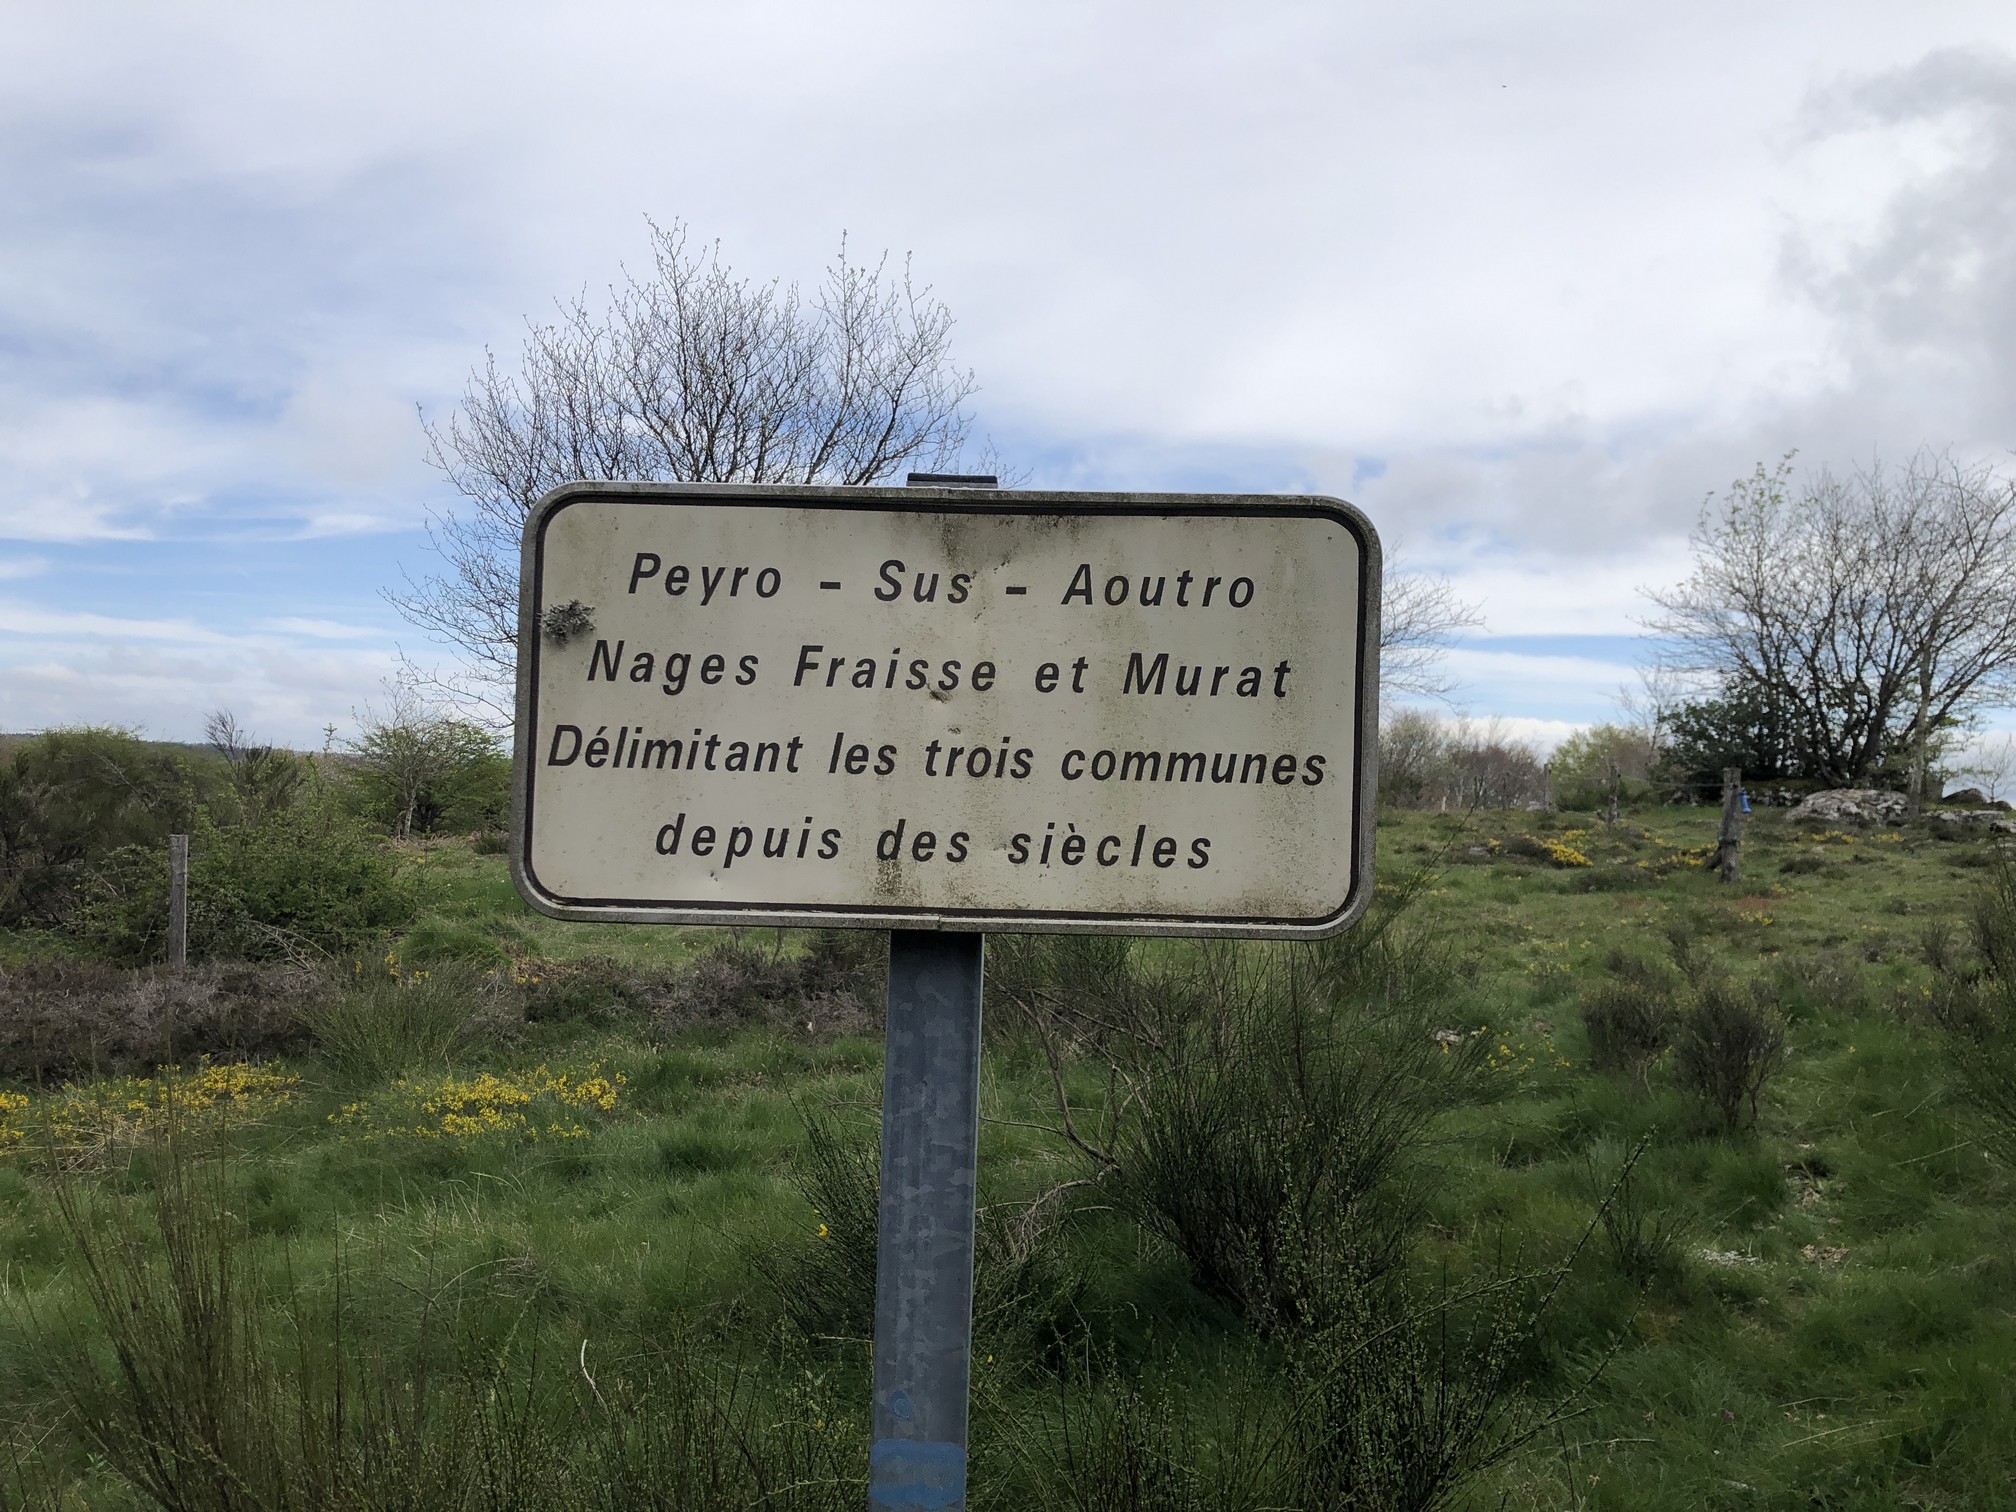 Peyro - Sus - Aoutro
Nages Fraisse et Murat
Délimitant les trois communes
depuis des siècles